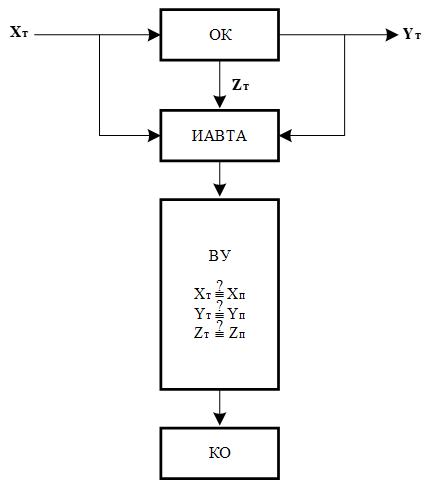 Xт
ОК
Yт
Zт
ИАВТА
ВУ
Xт ≟ Xп
Yт ≟ Yп
Zт ≟ Zп
КО